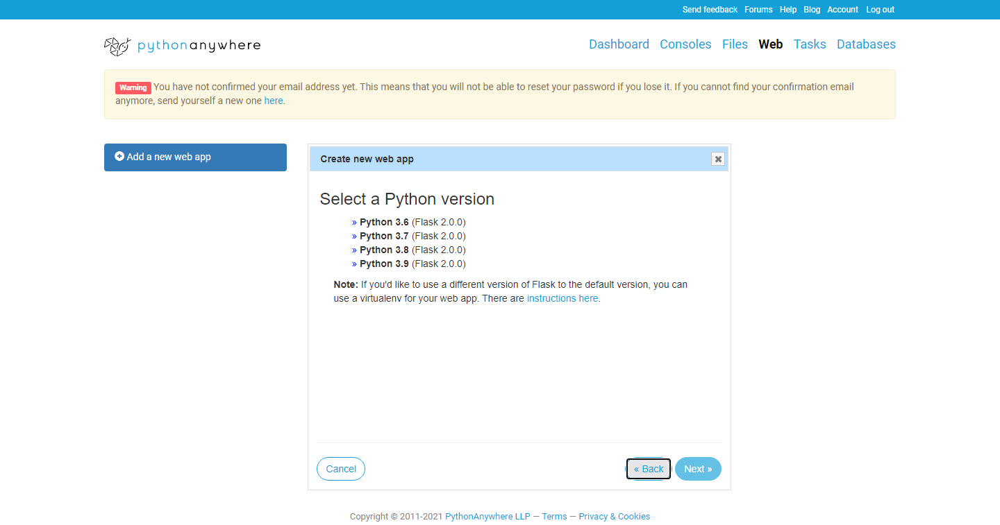 Send feedback Forums Help Blog Account Log out
pythonanywhere
Dashboard Consoles Files Web Tasks Databases
Warning You have not confirmed your email address yet. This means that you will not be able to reset your password if you lose it. If you cannot find your confirmation email
anymore, send yourself a new one here.
Add a new web app
Create new web app
Select a Python version
» Python 3.6 (Flask 2.0.0)
» Python 3.7 (Flask 2.0.0)
» Python 3.8 (Flask 2.0.0)
» Python 3.9 (Flask 2.0.0)
Note: If you'd like to use a different version of Flask to the default version, you can
use a virtualenv for your web app. There are instructions here.
Cancel « Back Next »
Copyright © 2011-2021 PythonAnywhere LLP — Terms — Privacy & Cookies